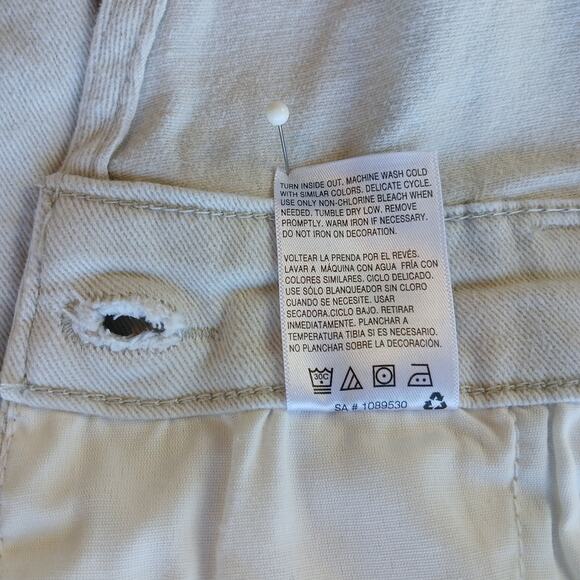 TURN INSIDE OUT. MACHINE WASH COLD
WITH SIMILAR COLORS. DELICATE CYCLE.
USE ONLY NON-CHLORINE BLEACH WHEN
NEEDED. TUMBLE DRY LOW. REMOVE
PROMPTLY. WARM IRON IF NECESSARY.
DO NOT IRON ON DECORATION.
VOLTEAR LA PRENDA POR EL REVÉS.
LAVAR A MÁQUINA CON AGUA FRÍA CON
COLORES SIMILARES. CICLO DELICADO.
USE SÓLO BLANQUEADOR SIN CLORO
CUANDO SE NECESITE. USAR
SECADORA.CICLO BAJO. RETIRAR
INMEDIATAMENTE. PLANCHAR A
TEMPERATURA TIBIA SI ES NECESARIO.
NO PLANCHAR SOBRE LA DECORACIÓN.
30C
SA # 1089530